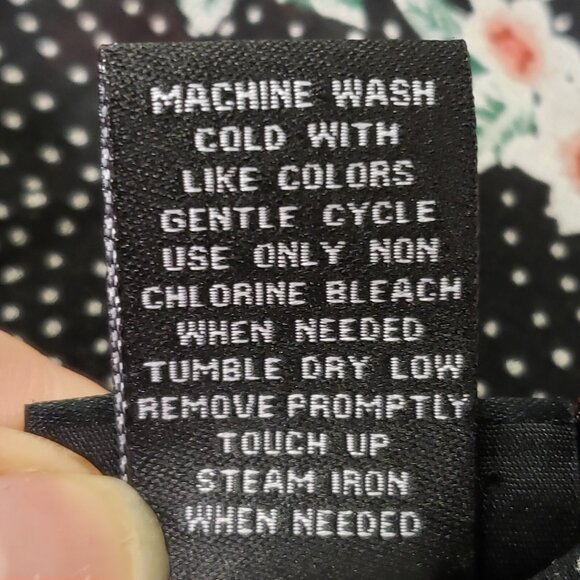 MACHINE WASH
COLD WITH
LIKE COLORS
GENTLE CYCLE
USE ONLY NON
CHLORINE BLEACH
WHEN NEEDED
TUMBLE DRY LOW
REMOVE PROMPTLY
TOUCH UP
STEAM IRON
WHEN NEEDED